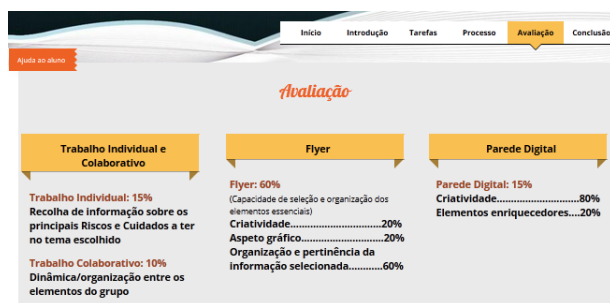 Início Introdução Tarefas Processo Avaliação Conclusão
Ajuda ao aluno
Avaliação
Trabalho Individual e
Colaborativo
Trabalho Individual: 15%
Recolha de informação sobre os
principais Riscos e Cuidados a ter
no tema escolhido
Trabalho Colaborativo: 10%
Dinâmica/organização entre os
elementos do grupo
Flyer
Flyer: 60%
(Capacidade de seleção e organização dos
elementos essenciais)
Criatividade..............................20%
Aspeto gráfico...........................20%
Organização e pertinência da
informação selecionada............60%
Parede Digital
Parede Digital: 15%
Criatividade...........................80%
Elementos enriquecedores....20%